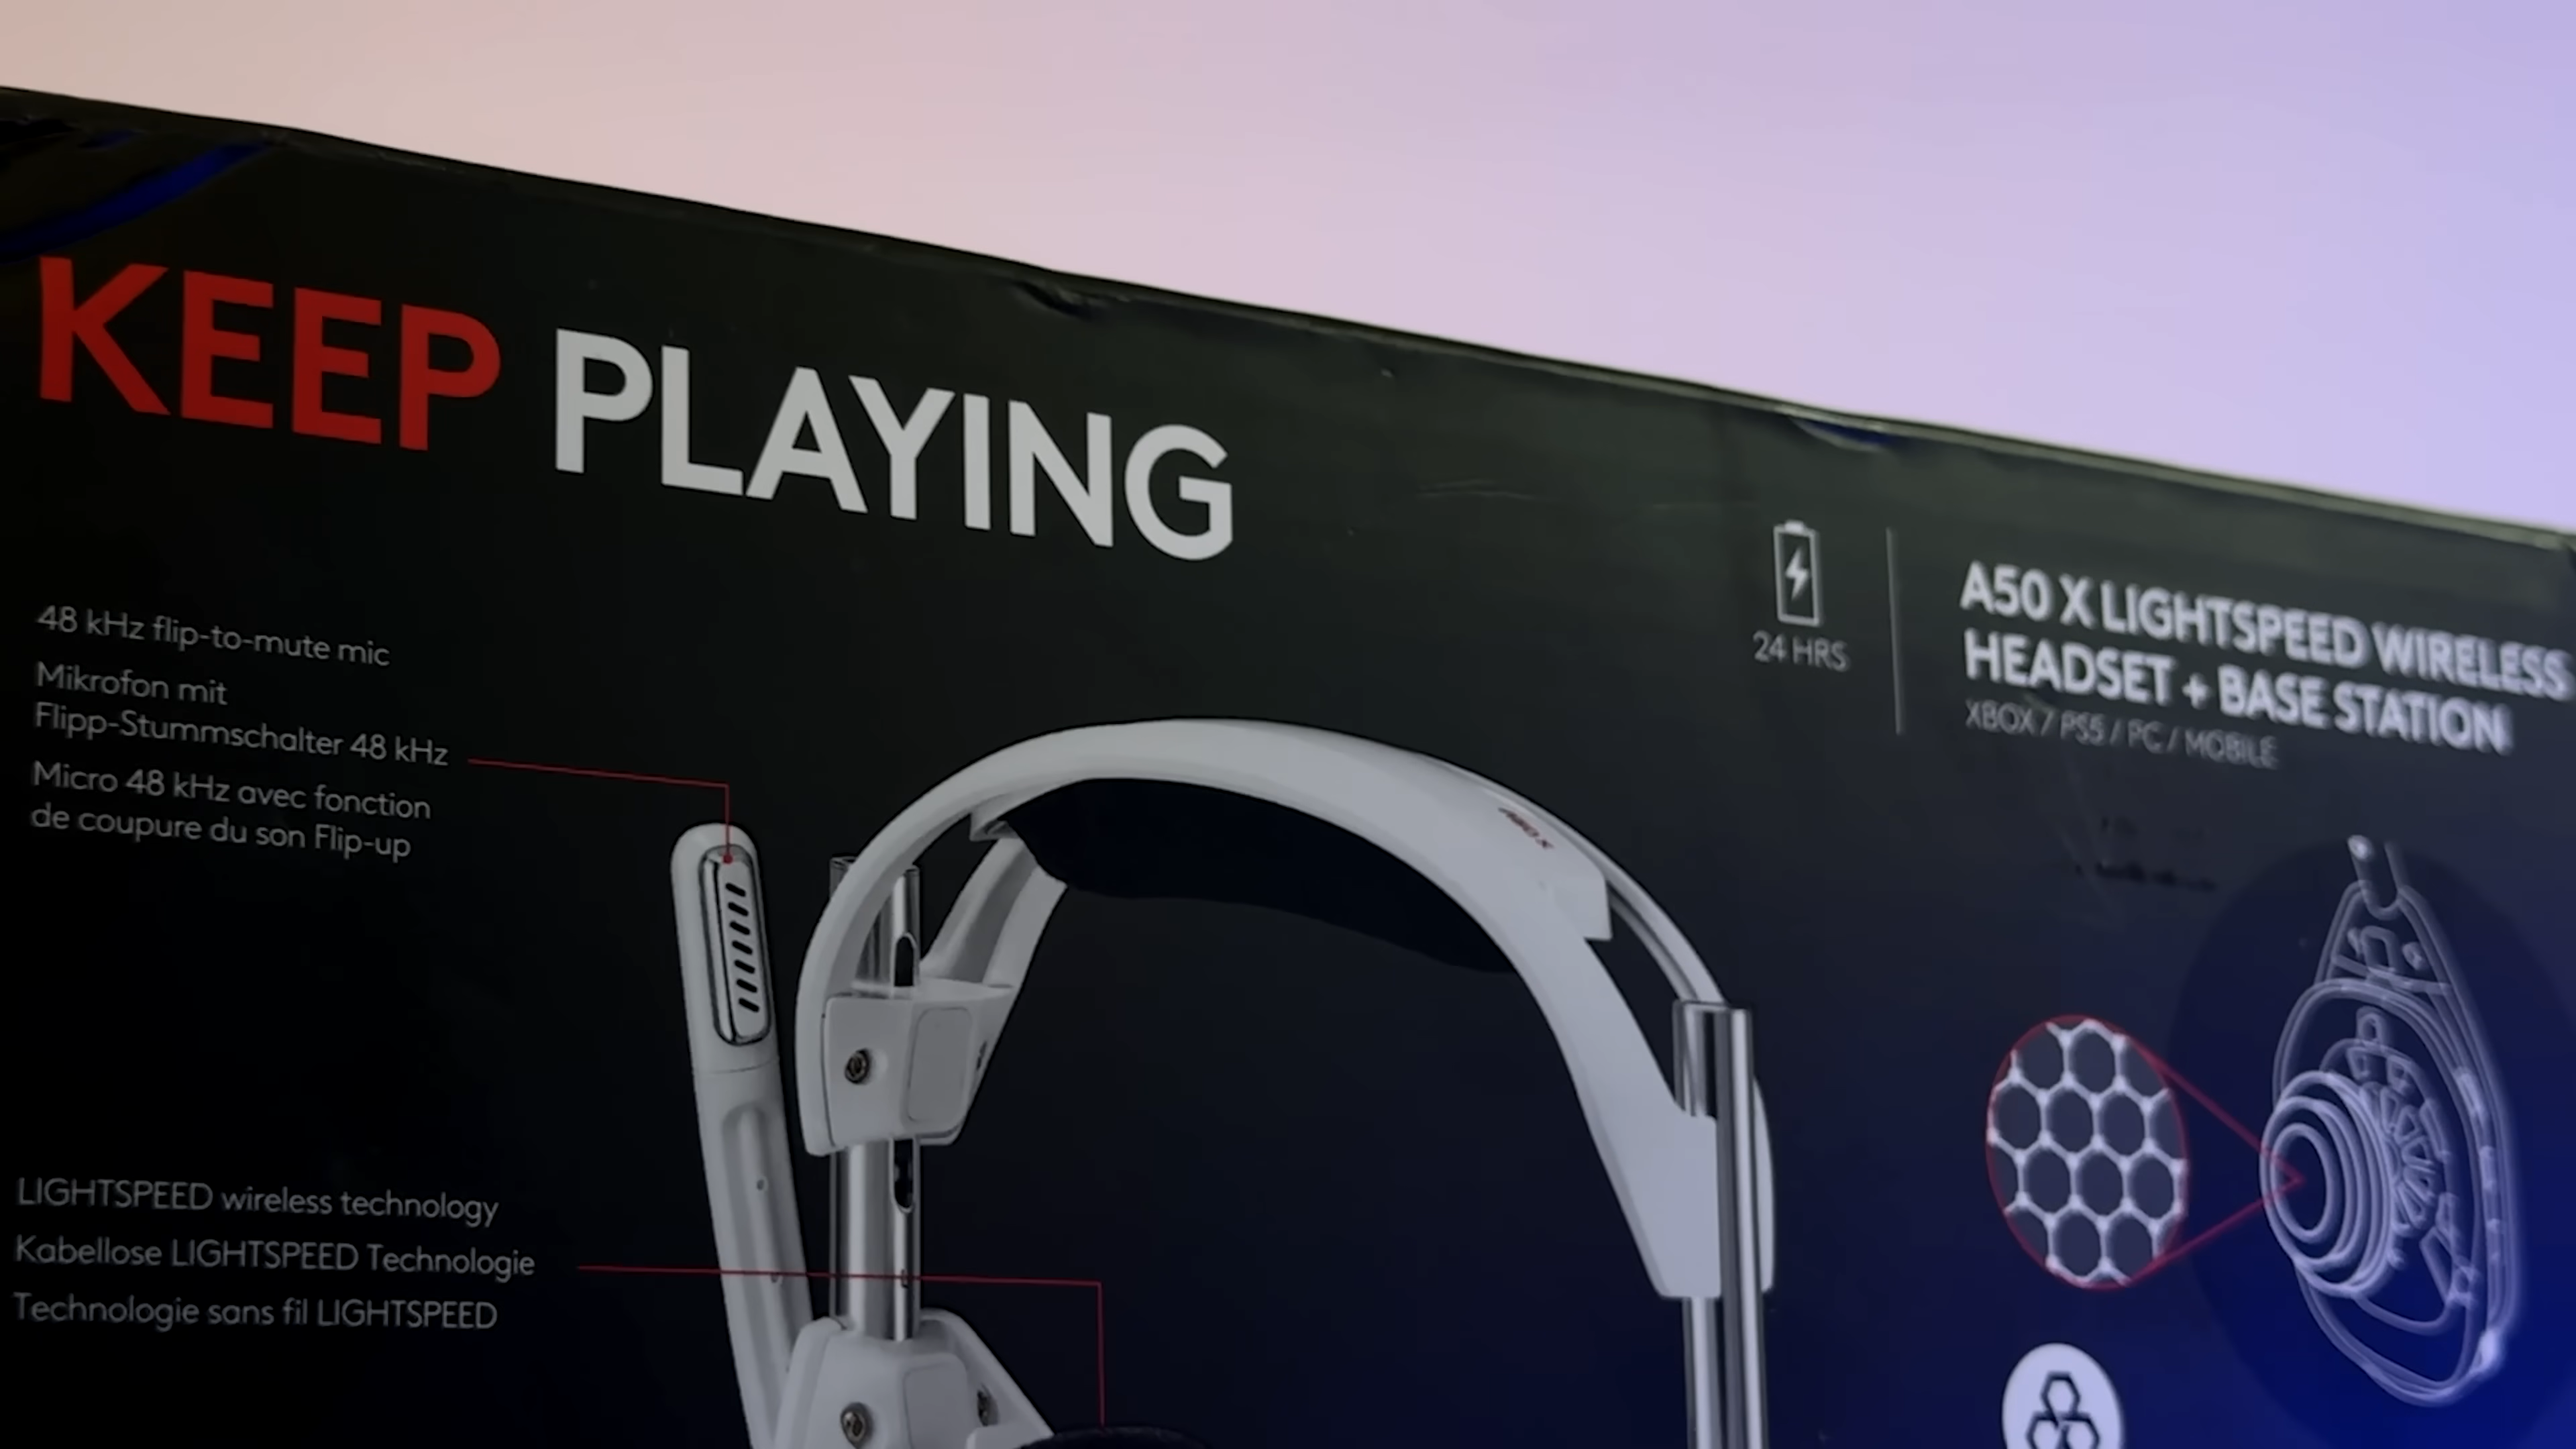 KEEP PLAYING
48 kHz flip-to-mute mic
Mikrofon mit
Flipp-Stummschalter 48 kHz
Micro 48 kHz avec fonction
de coupure du son Flip-up
LIGHTSPEED wireless technology
Kabellose LIGHTSPEED Technologie
Technologie sans fil LIGHTSPEED
24 HRS
A50 X LIGHTSPEED WIRELESS
HEADSET + BASE STATION
XBOX / PS5 / PC / MOBILE
A50 X